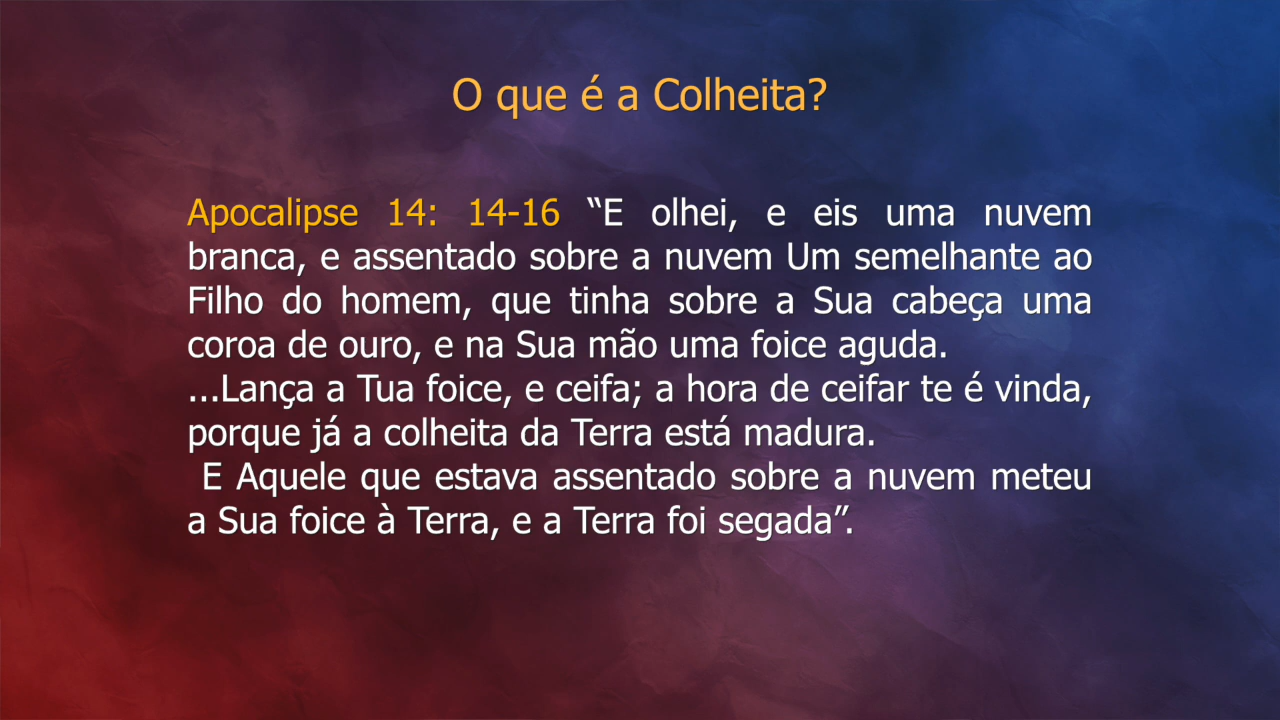 O que é a Colheita?
Apocalipse 14: 14-16 “E olhei, e eis uma nuvem
branca, e assentado sobre a nuvem Um semelhante ao
Filho do homem, que tinha sobre a Sua cabeça uma
coroa de ouro, e na Sua mão uma foice aguda.
...Lança a Tua foice, e ceifa; a hora de ceifar te é vinda,
porque já a colheita da Terra está madura.
E Aquele que estava assentado sobre a nuvem meteu
a Sua foice à Terra, e a Terra foi segada”.